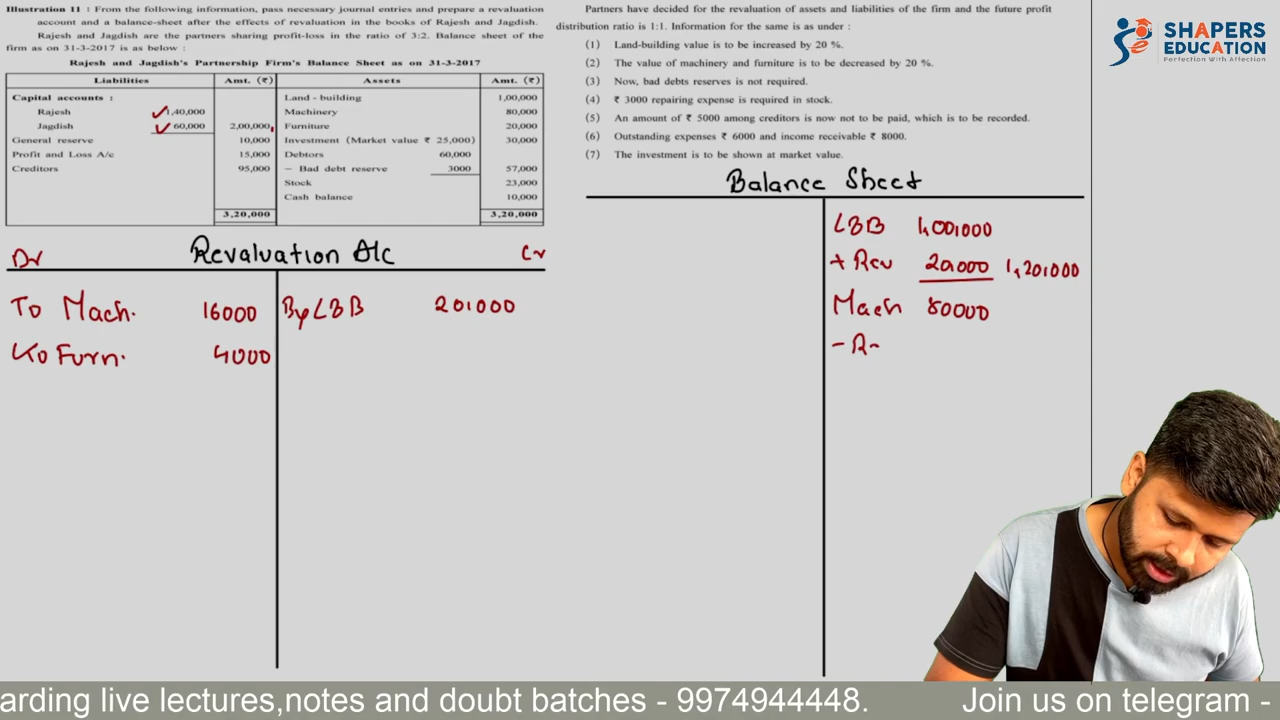 Illustration 11 : From the following information, pass necessary journal entries and prepare a revaluation
account and a balance-sheet after the effects of revaluation in the books of Rajesh and Jagdish.
Rajesh and Jagdish are the partners sharing profit-loss in the ratio of 3:2. Balance sheet of the
firm as on 31-3-2017 is as below :
Rajesh and Jagdish's Partnership Firm's Balance Sheet as on 31-3-2017
Liabilities Amt. (₹) Assets Amt. (₹)
Capital accounts : Land - building 1,00,000
Rajesh 1,40,000 Machinery 80,000
Jagdish 60,000 2,00,000 Furniture 20,000
General reserve 10,000 Investment (Market value ₹ 25,000) 30,000
Profit and Loss A/c 15,000 Debtors 60,000
Creditors 95,000 − Bad debt reserve 3000 57,000
Stock 23,000
Cash balance 10,000
3,20,000 3,20,000
Partners have decided for the revaluation of assets and liabilities of the firm and the future profit
distribution ratio is 1:1. Information for the same is as under :
(1) Land-building value is to be increased by 20 %.
(2) The value of machinery and furniture is to be decreased by 20 %.
(3) Now, bad debts reserves is not required.
(4) ₹ 3000 repairing expense is required in stock.
(5) An amount of ₹ 5000 among creditors is now not to be paid, which is to be recorded.
(6) Outstanding expenses ₹ 6000 and income receivable ₹ 8000.
(7) The investment is to be shown at market value.
SHAPERS
EDUCATION
Perfection With Affection
Dr Revaluation A/c Cr
To Mach. 16000 By L&B 20,000
To Furn. 4000
Balance Sheet
L&B 1,00,000
+ Rev 20,000 1,20,000
Mach 80000
- R
arding live lectures,notes and doubt batches - 9974944448. Join us on telegram -